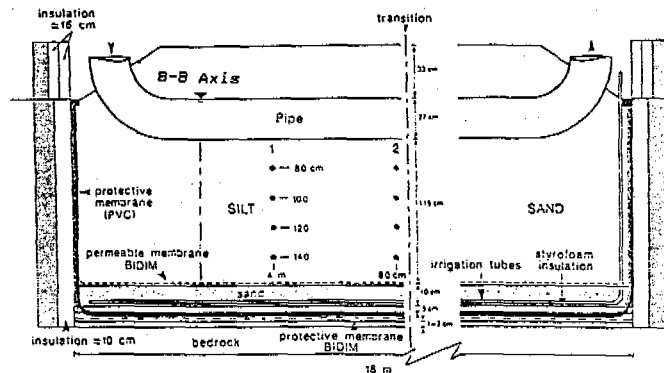 insulation
≃15 cm
transition
B-B Axis
33 cm
Pipe
27 cm
1
2
80 cm
100
120
140
115 cm
protective
membrane
(PVC)
SILT
SAND
permeable membrane
BIDIM
4 m
80 cm
irrigation tubes
styrofoam
insulation
sand
10 cm
5 cm
insulation ≃10 cm
bedrock
protective membrane
BIDIM
18 m